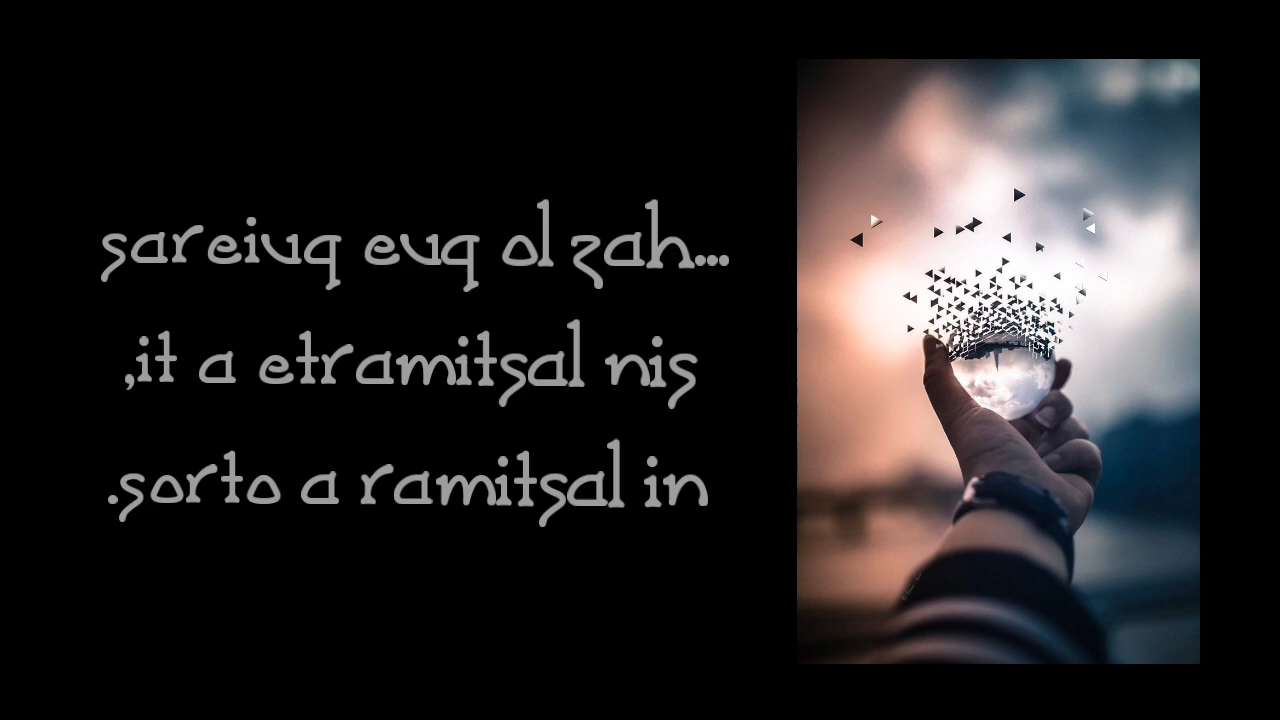 sareiuq euq ol zah...
,it a etramitsal nis
.sorto a ramitsal in